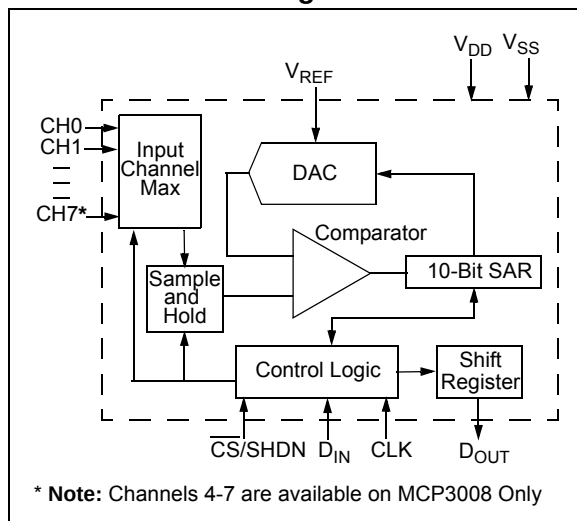 V_DD V_SS
V_REF
CH0
CH1
CH7*
Input
Channel
Max
DAC
Comparator
Sample
and
Hold
10-Bit SAR
Control Logic
Shift
Register
C̅S̅/SHDN D_IN CLK D_OUT
* Note: Channels 4-7 are available on MCP3008 Only